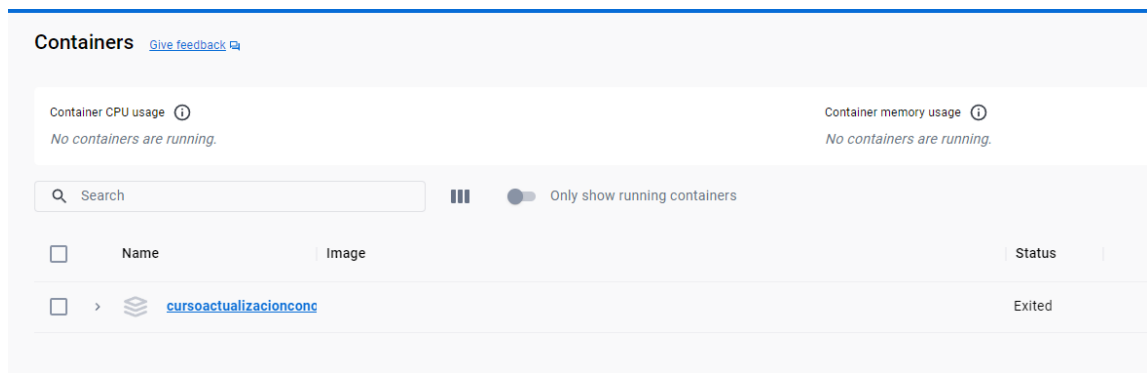 Containers Give feedback
Container CPU usage Container memory usage
No containers are running. No containers are running.
Search Only show running containers
Name Image Status
cursoactualizacionconc Exited